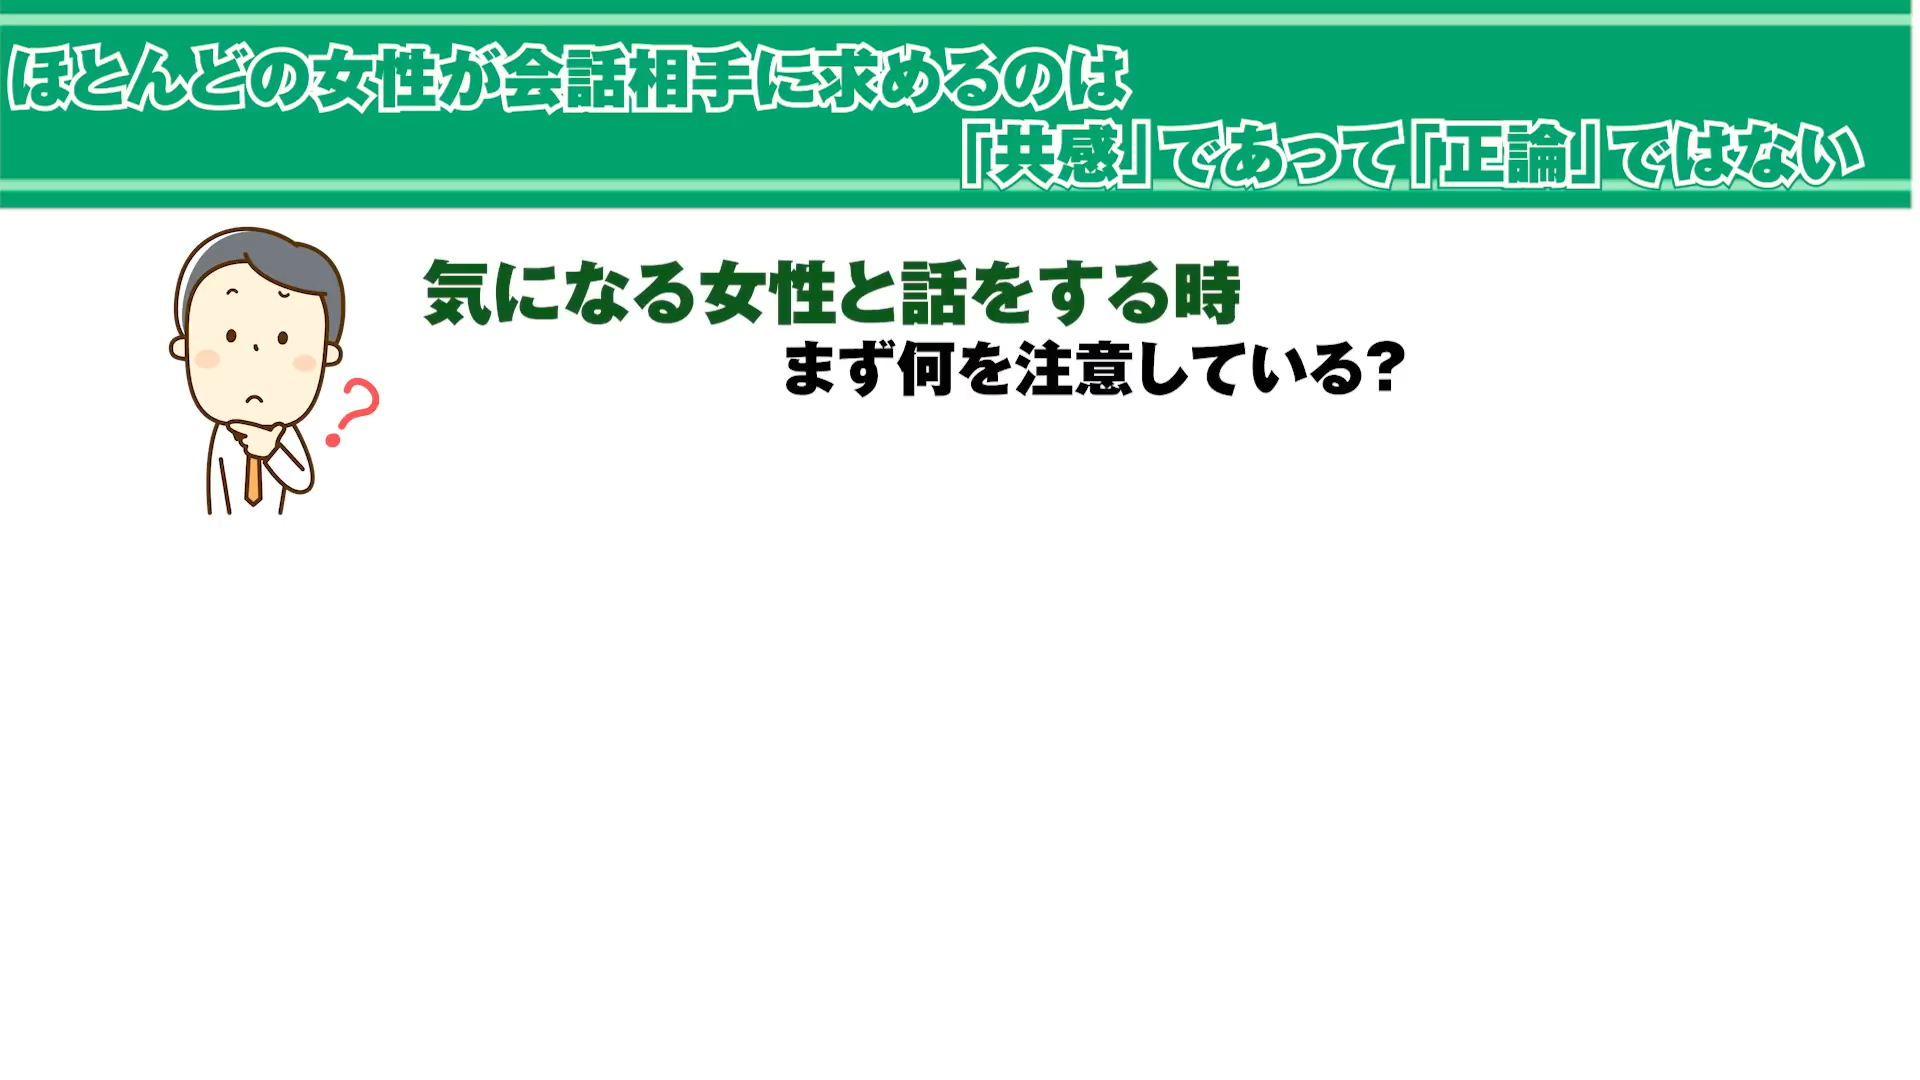 ほとんどの女性が会話相手に求めるのは
「共感」であって「正論」ではない
気になる女性と話をする時
まず何を注意している?
?